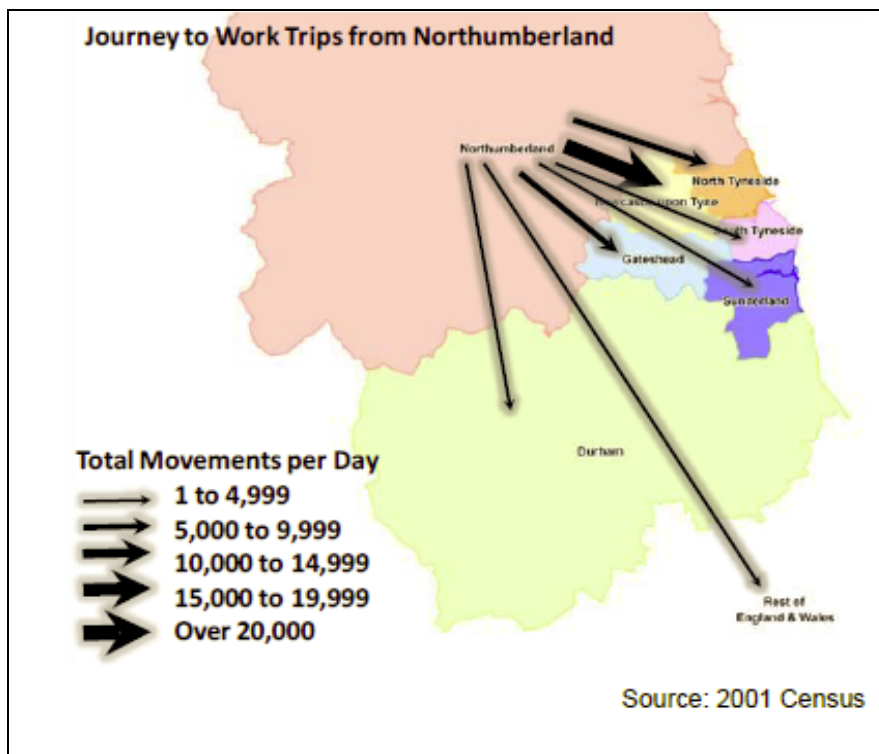 Journey to Work Trips from Northumberland
Northumberland
North Tyneside
Newcastle upon Tyne
South Tyneside
Gateshead
Sunderland
Durham
Total Movements per Day
1 to 4,999
5,000 to 9,999
10,000 to 14,999
15,000 to 19,999
Over 20,000
Rest of
England & Wales
Source: 2001 Census